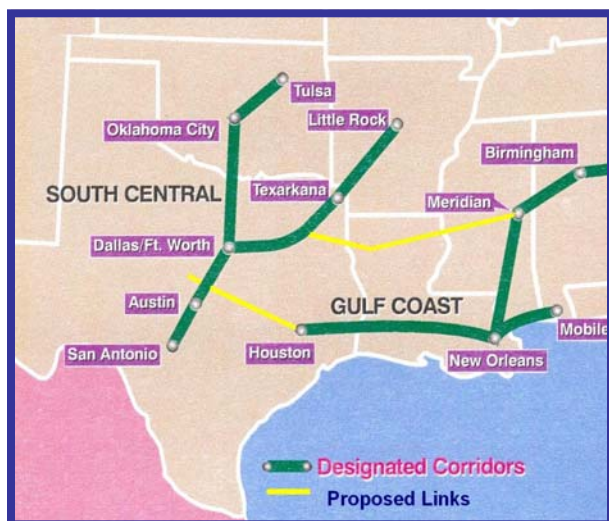 Tulsa
Oklahoma City
Little Rock
Birmingham
SOUTH CENTRAL
Texarkana
Meridian
Dallas/Ft. Worth
Austin
GULF COAST
San Antonio
Houston
New Orleans
Mobile
Designated Corridors
Proposed Links